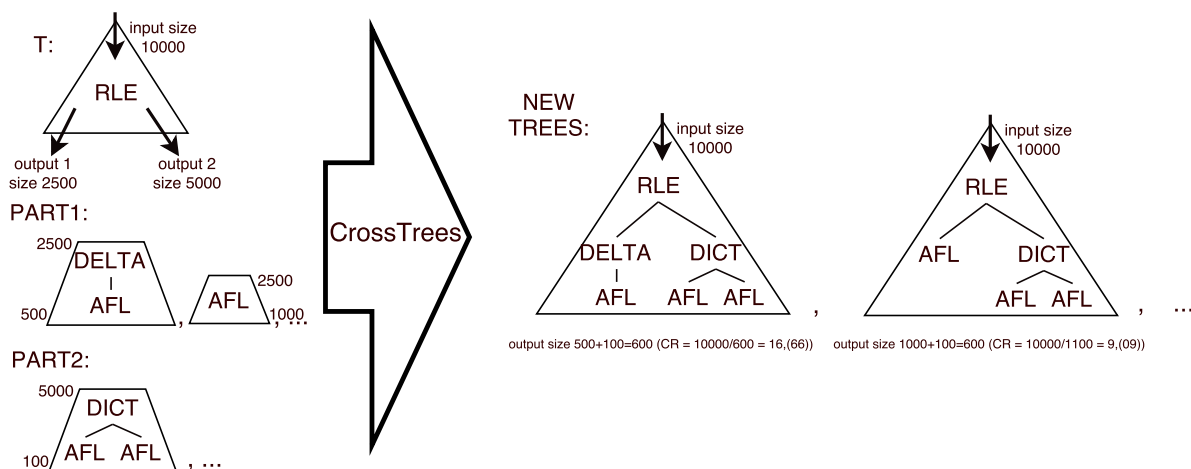 T:
input size
10000
RLE
output 1
size 2500
output 2
size 5000
PART1:
2500
DELTA
AFL
500
,
AFL
2500
1000
, ...
PART2:
5000
DICT
AFL AFL
100
, ...
CrossTrees
NEW
TREES:
input size
10000
RLE
DELTA DICT
AFL AFL AFL
,
output size 500+100=600 (CR = 10000/600 = 16,(66))
input size
10000
RLE
AFL DICT
AFL AFL
, ...
output size 1000+100=600 (CR = 10000/1100 = 9,(09))